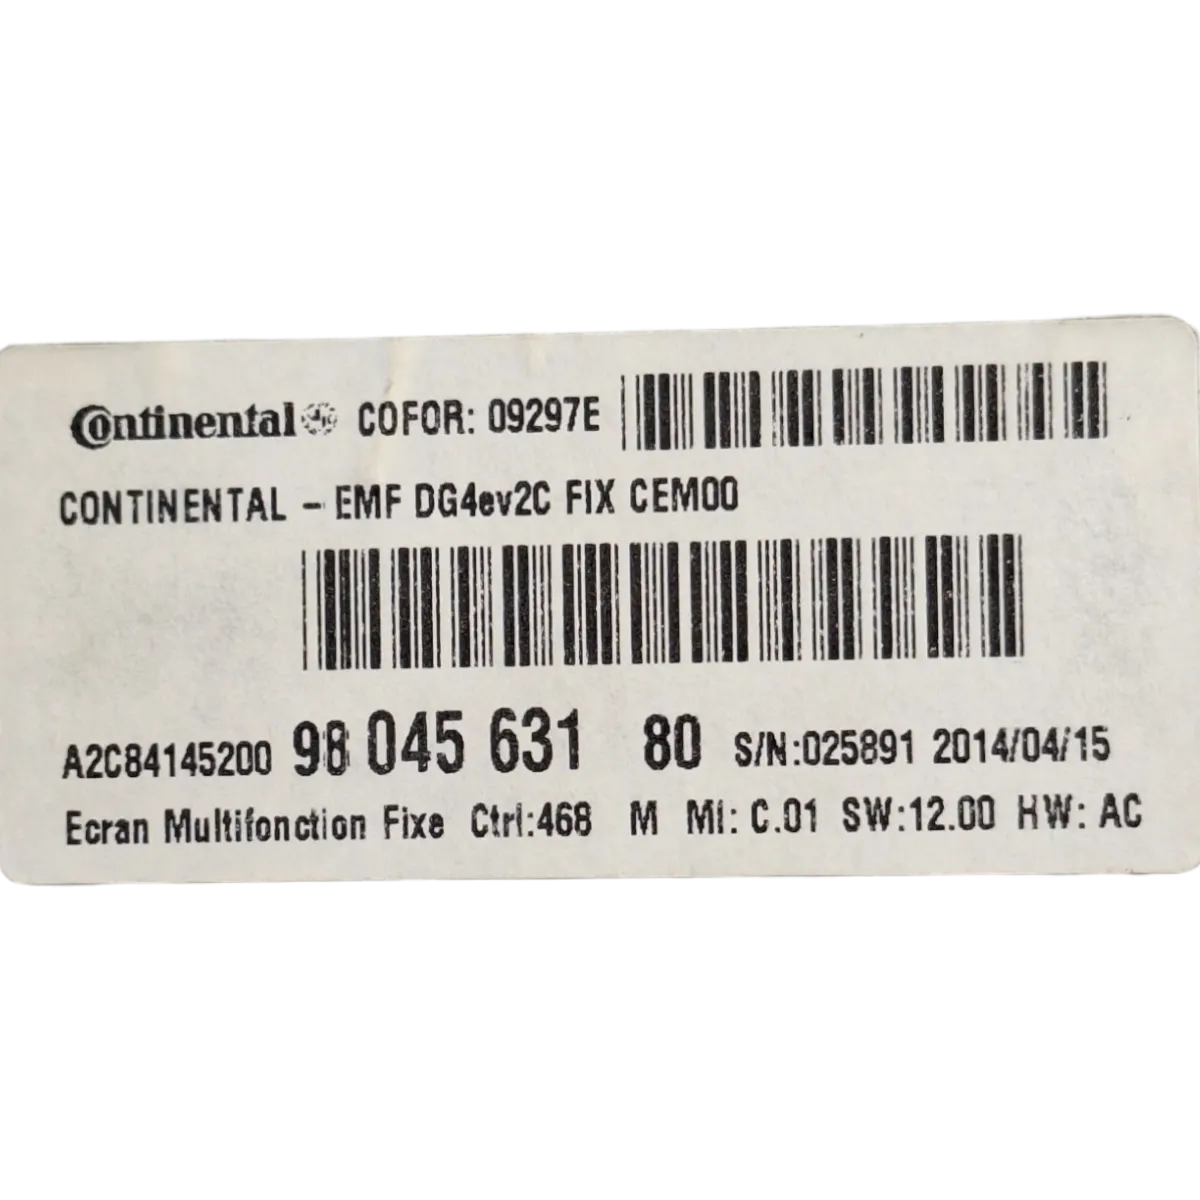 Continental COFOR: 09297E
CONTINENTAL - EMF DG4ev2C FIX CEM00
A2C84145200 98 045 631 80 S/N:025891 2014/04/15
Ecran Multifonction Fixe Ctrl:468 M MI: C.01 SW:12.00 HW: AC